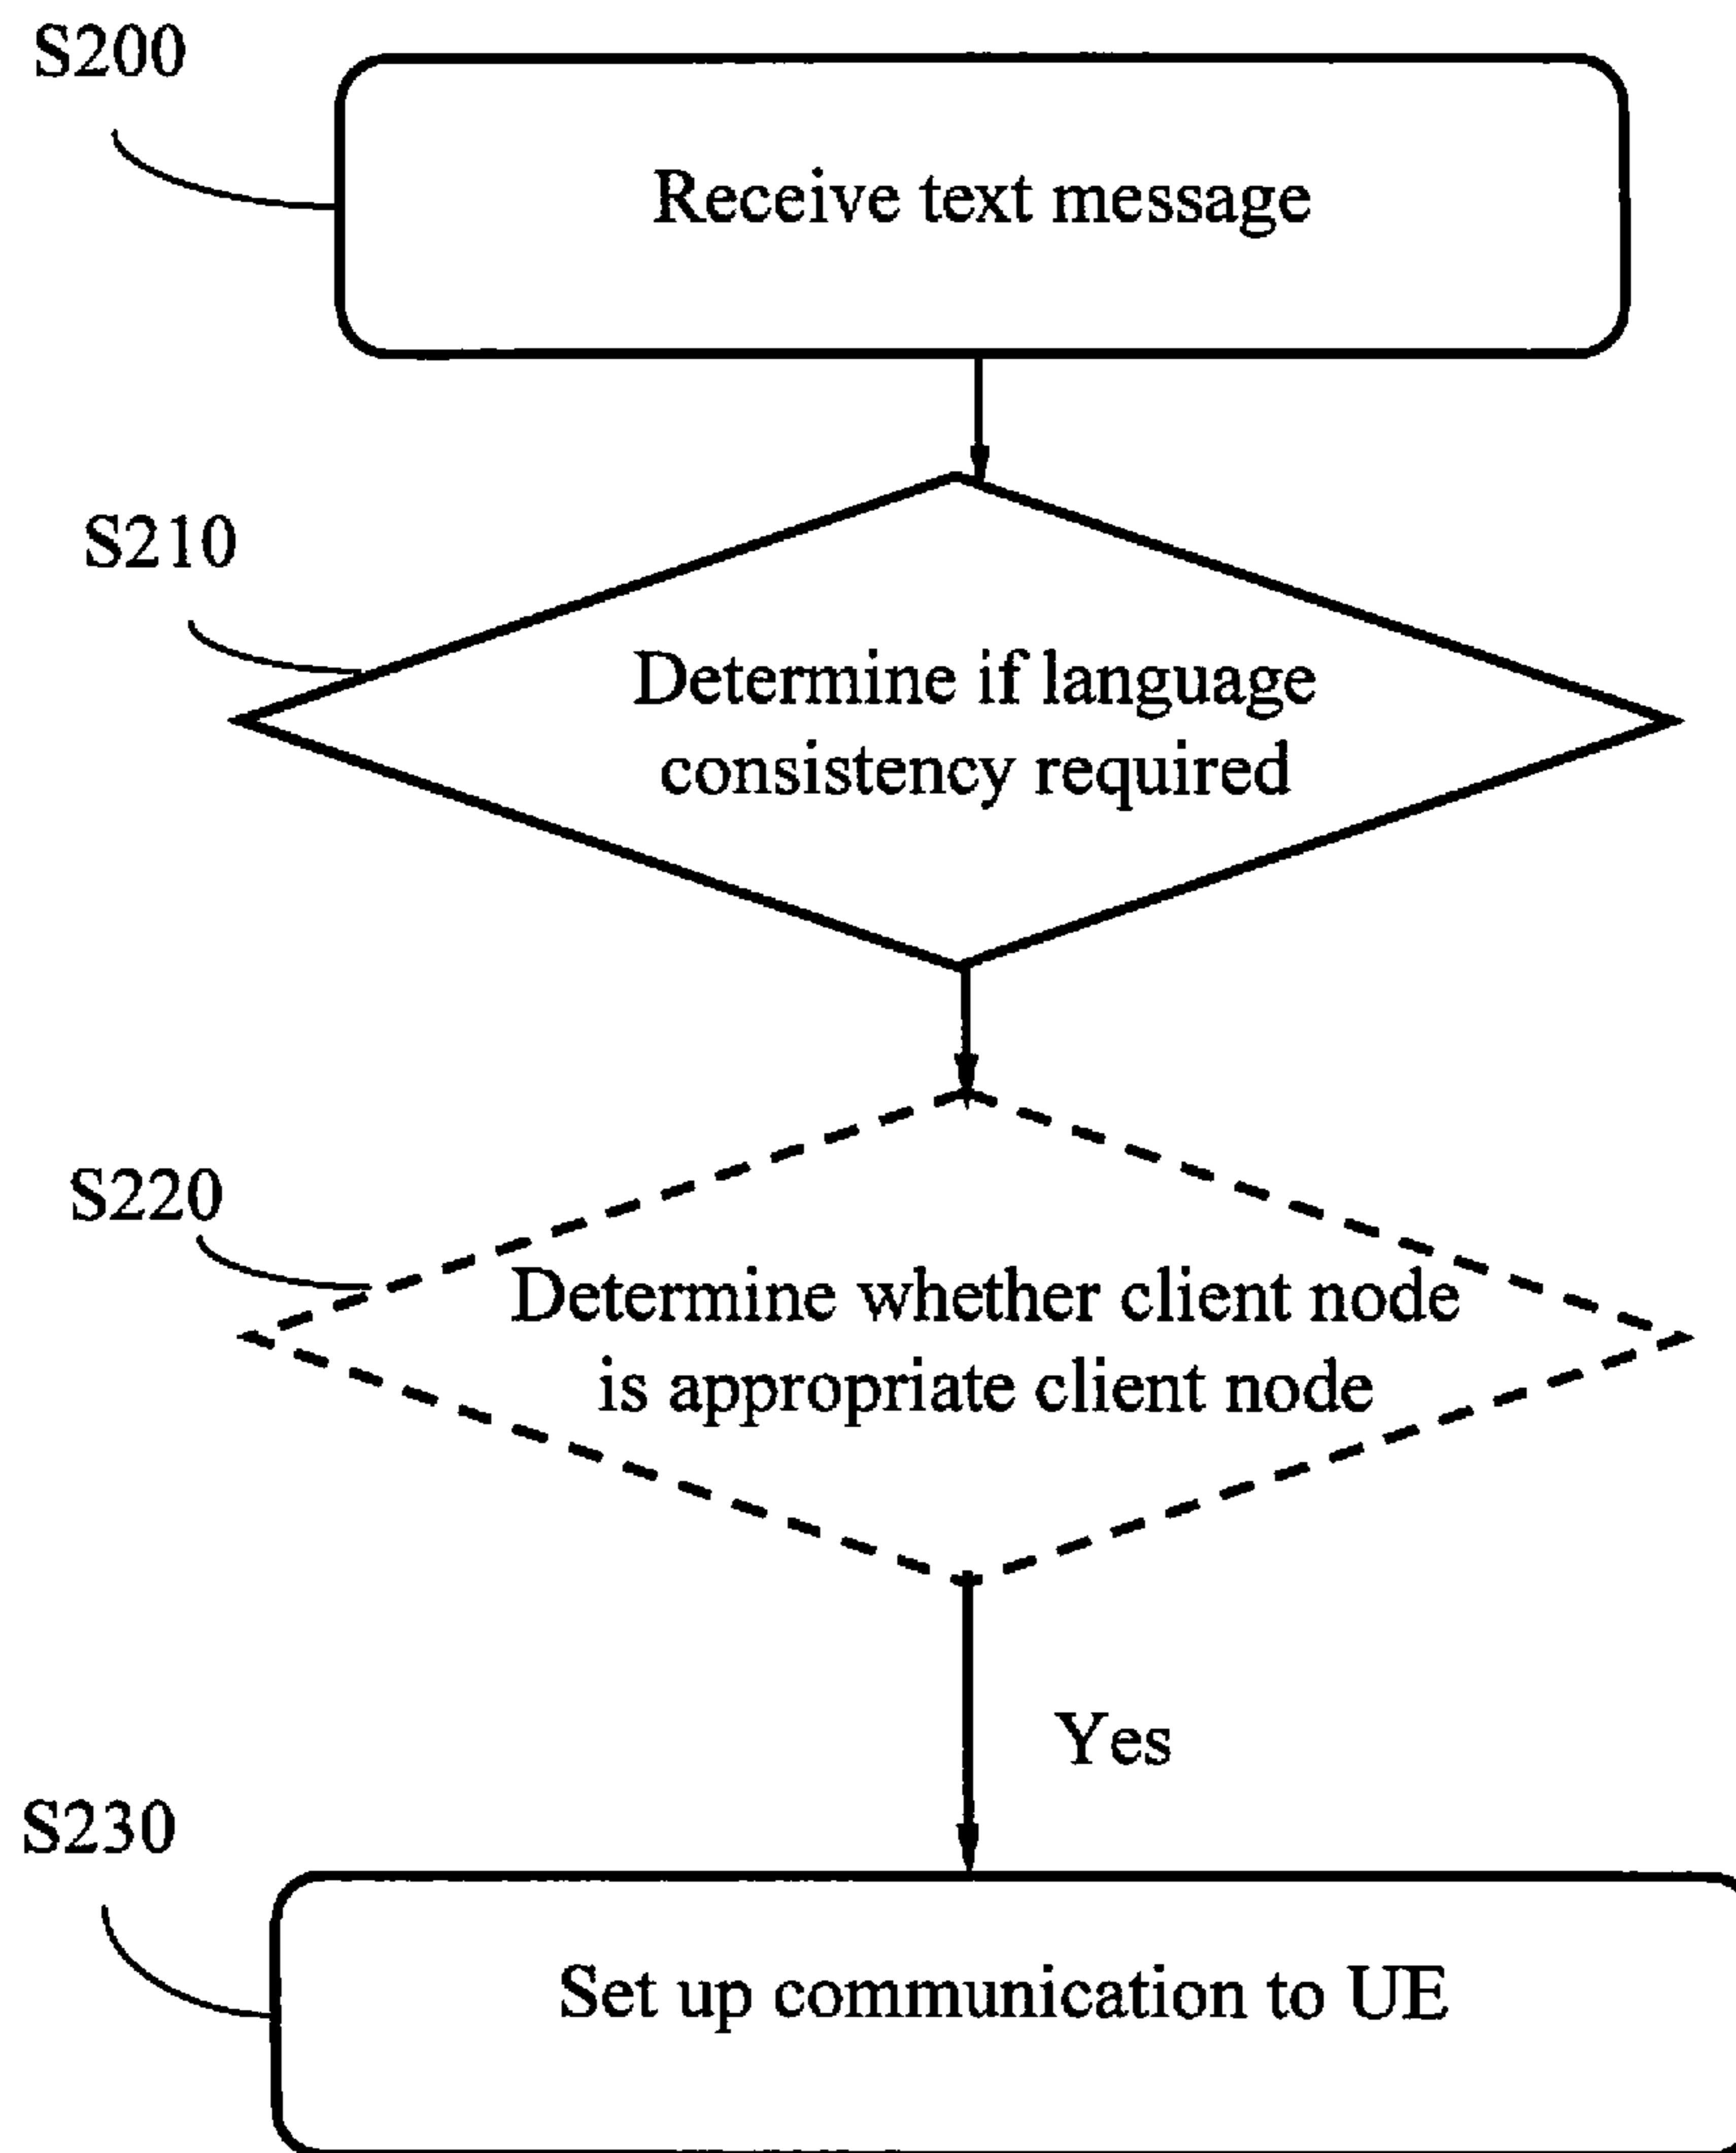 S200
Receive text message
S210
Determine if language
consistency required
S220
Determine whether client node
is appropriate client node
Yes
S230
Set up communication to UE